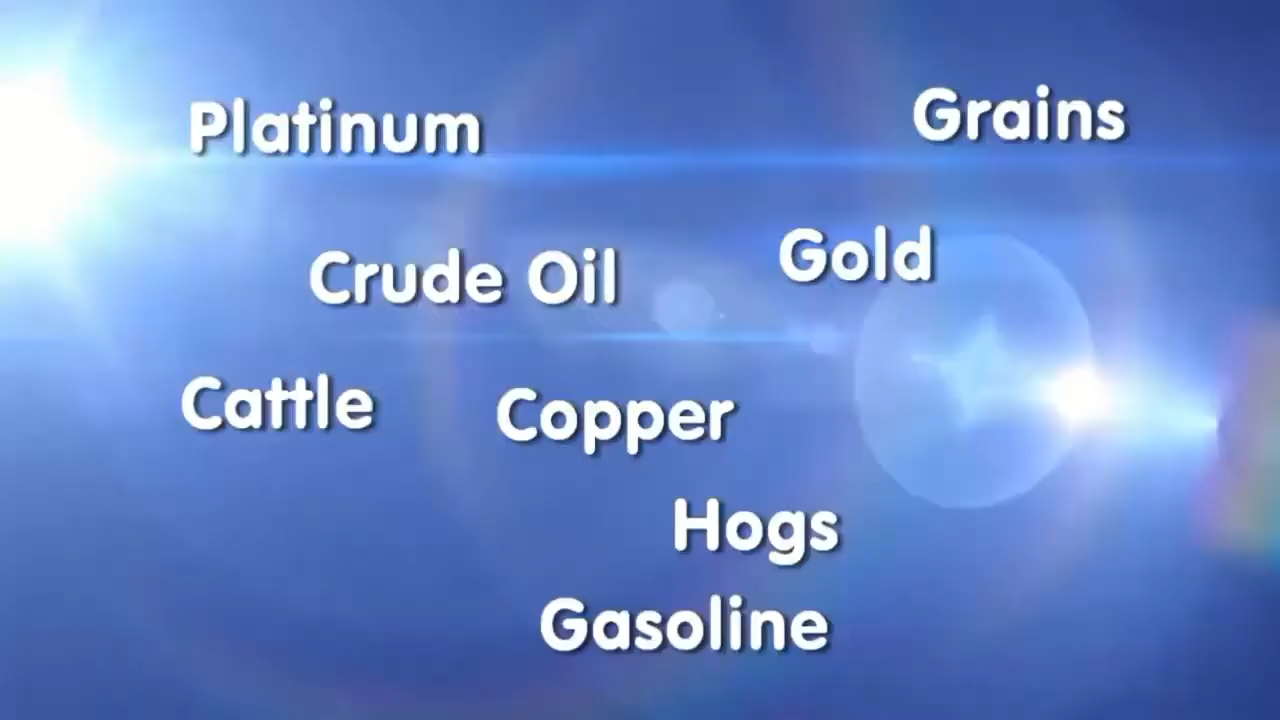 Platinum
Grains
Crude Oil
Gold
Cattle
Copper
Hogs
Gasoline